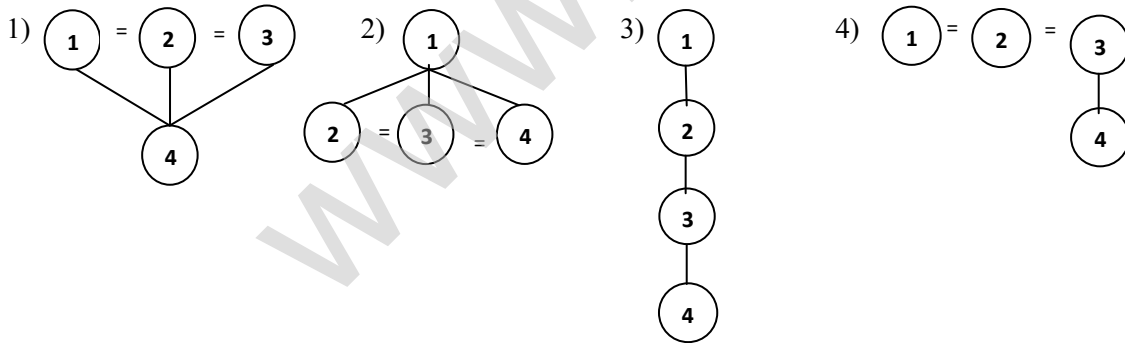 1) 1 = 2 = 3
4
2) 1
2 = 3 = 4
3) 1
2
3
4
4) 1 = 2 = 3
4